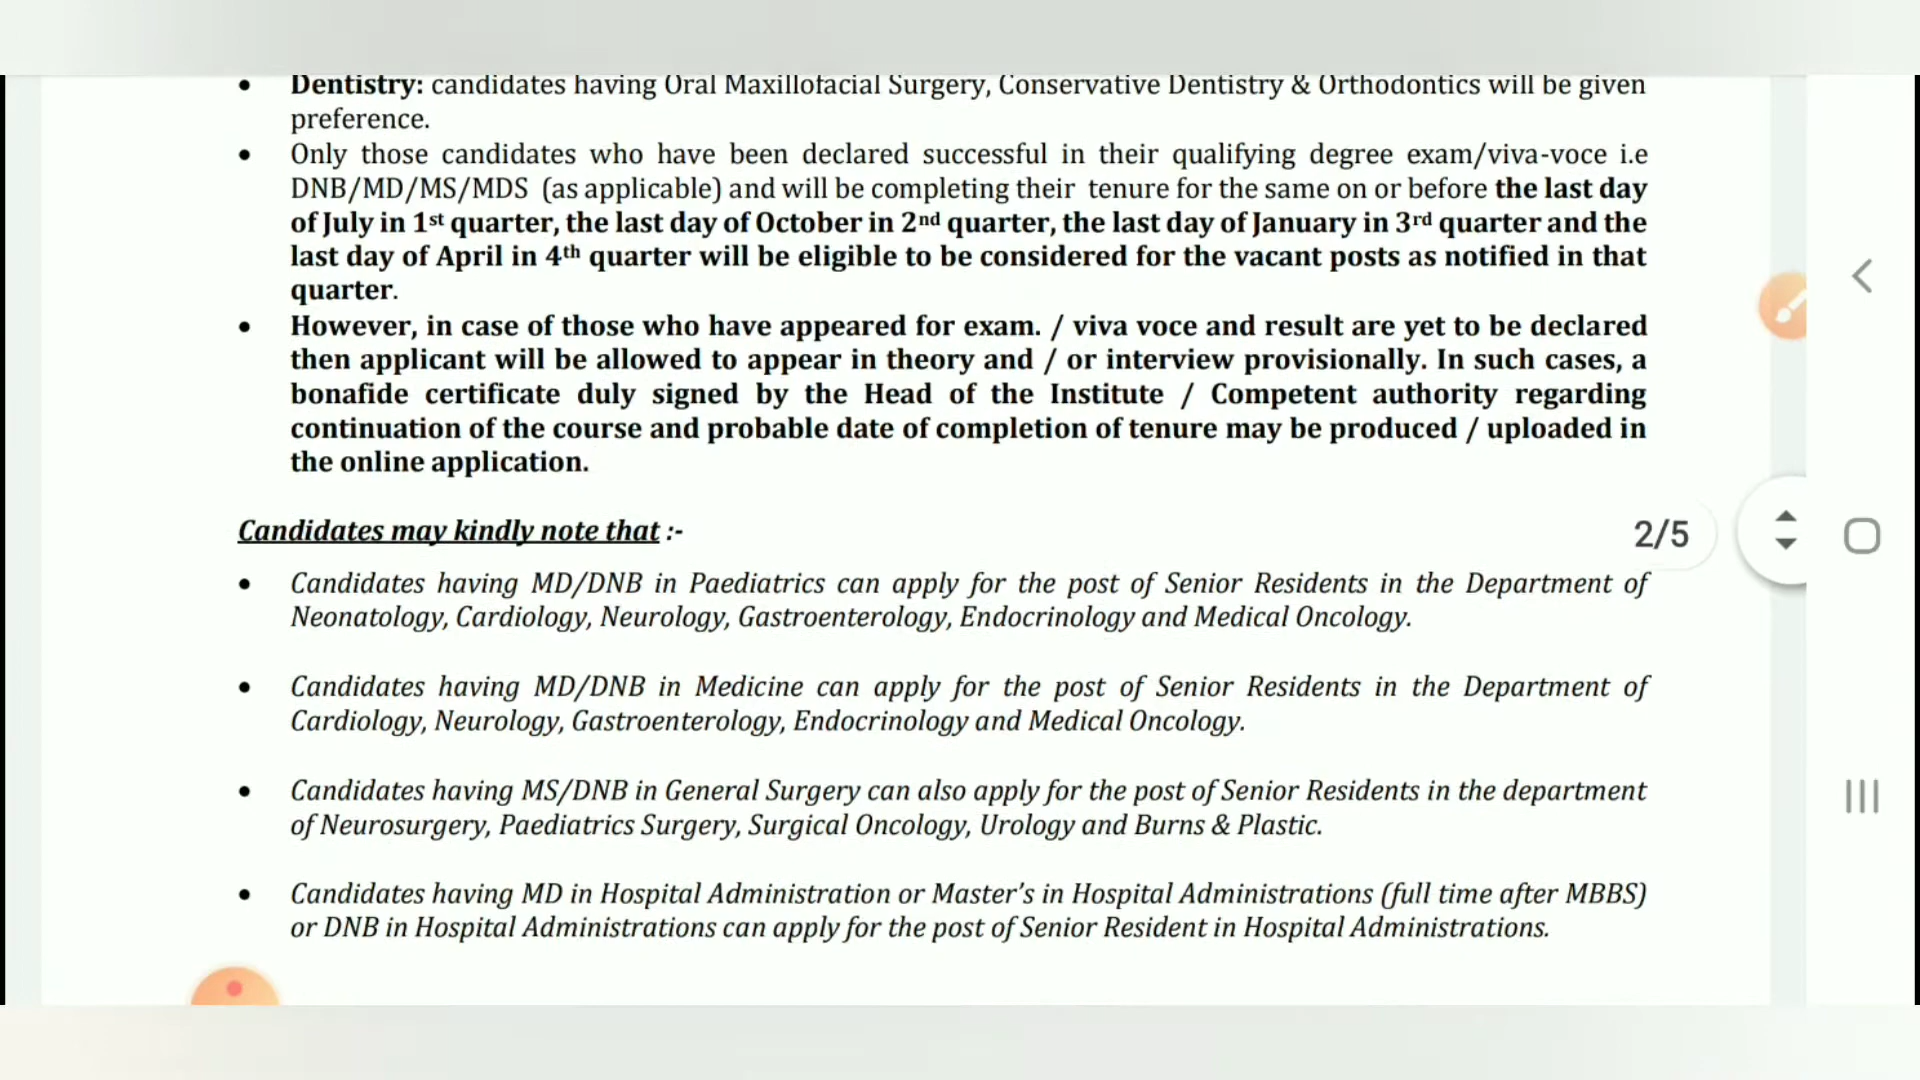 • Dentistry: candidates having Oral Maxillofacial Surgery, Conservative Dentistry & Orthodontics will be given
preference.
• Only those candidates who have been declared successful in their qualifying degree exam/viva-voce i.e
DNB/MD/MS/MDS (as applicable) and will be completing their tenure for the same on or before the last day
of July in 1st quarter, the last day of October in 2nd quarter, the last day of January in 3rd quarter and the
last day of April in 4th quarter will be eligible to be considered for the vacant posts as notified in that
quarter.
• However, in case of those who have appeared for exam. / viva voce and result are yet to be declared
then applicant will be allowed to appear in theory and / or interview provisionally. In such cases, a
bonafide certificate duly signed by the Head of the Institute / Competent authority regarding
continuation of the course and probable date of completion of tenure may be produced / uploaded in
the online application.
Candidates may kindly note that :-
2/5
• Candidates having MD/DNB in Paediatrics can apply for the post of Senior Residents in the Department of
Neonatology, Cardiology, Neurology, Gastroenterology, Endocrinology and Medical Oncology.
• Candidates having MD/DNB in Medicine can apply for the post of Senior Residents in the Department of
Cardiology, Neurology, Gastroenterology, Endocrinology and Medical Oncology.
• Candidates having MS/DNB in General Surgery can also apply for the post of Senior Residents in the department
of Neurosurgery, Paediatrics Surgery, Surgical Oncology, Urology and Burns & Plastic.
• Candidates having MD in Hospital Administration or Master's in Hospital Administrations (full time after MBBS)
or DNB in Hospital Administrations can apply for the post of Senior Resident in Hospital Administrations.